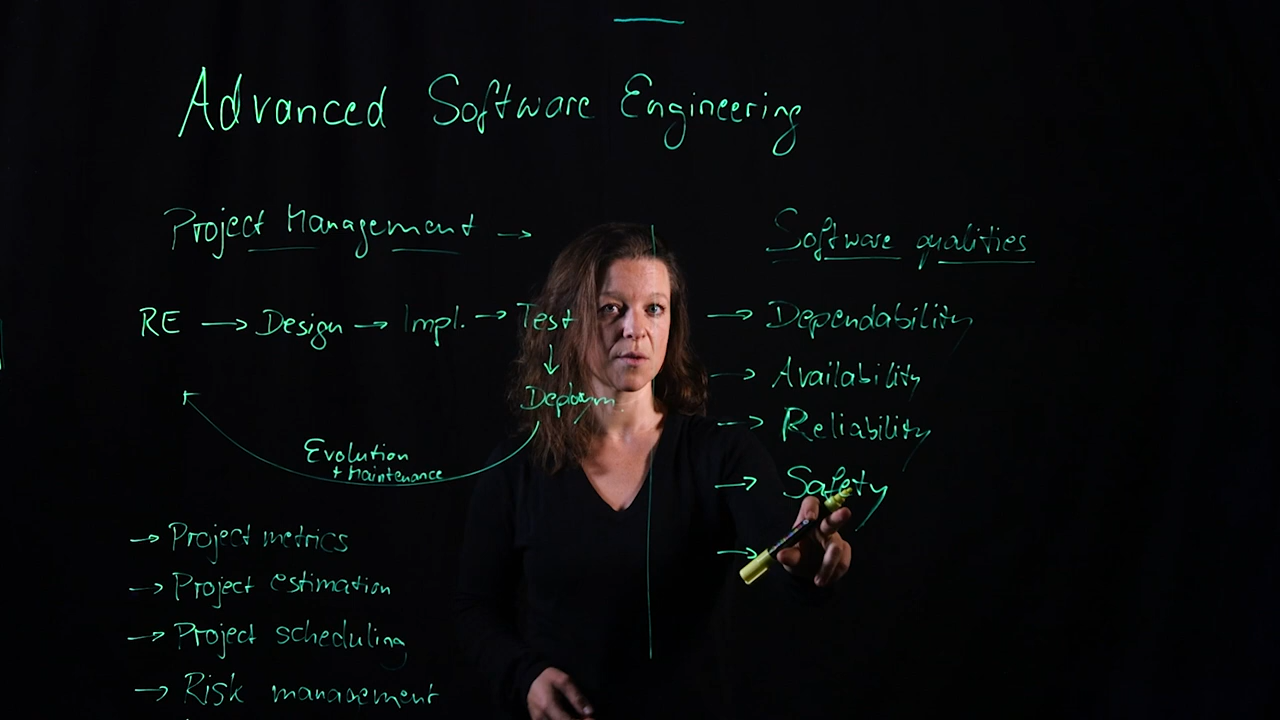 Advanced Software Engineering
Project Management →
RE → Design → Impl. → Test
↓
Deploym.
Evolution
+ Maintenance
→ Project metrics
→ Project estimation
→ Project scheduling
→ Risk management
Software qualities
→ Dependability
→ Availability
→ Reliability
→ Safety
→